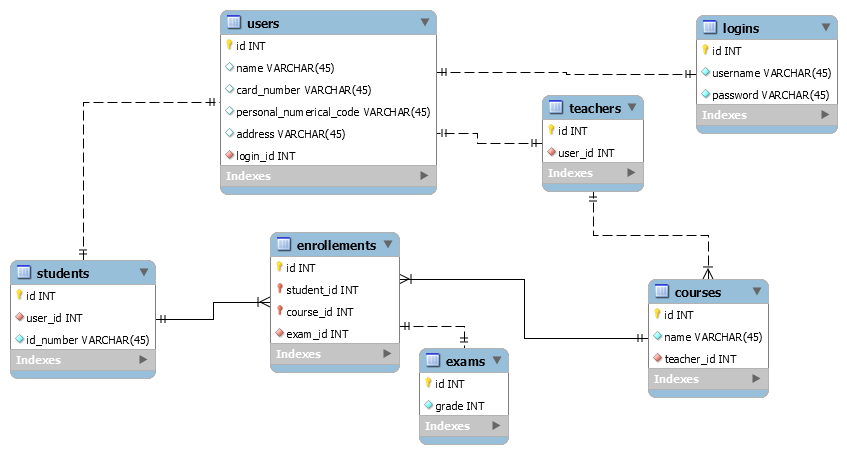 users
id INT
name VARCHAR(45)
card_number VARCHAR(45)
personal_numerical_code VARCHAR(45)
address VARCHAR(45)
login_id INT
Indexes
logins
id INT
username VARCHAR(45)
password VARCHAR(45)
Indexes
teachers
id INT
user_id INT
Indexes
students
id INT
user_id INT
id_number VARCHAR(45)
Indexes
enrollements
id INT
student_id INT
course_id INT
exam_id INT
Indexes
courses
id INT
name VARCHAR(45)
teacher_id INT
Indexes
exams
id INT
grade INT
Indexes